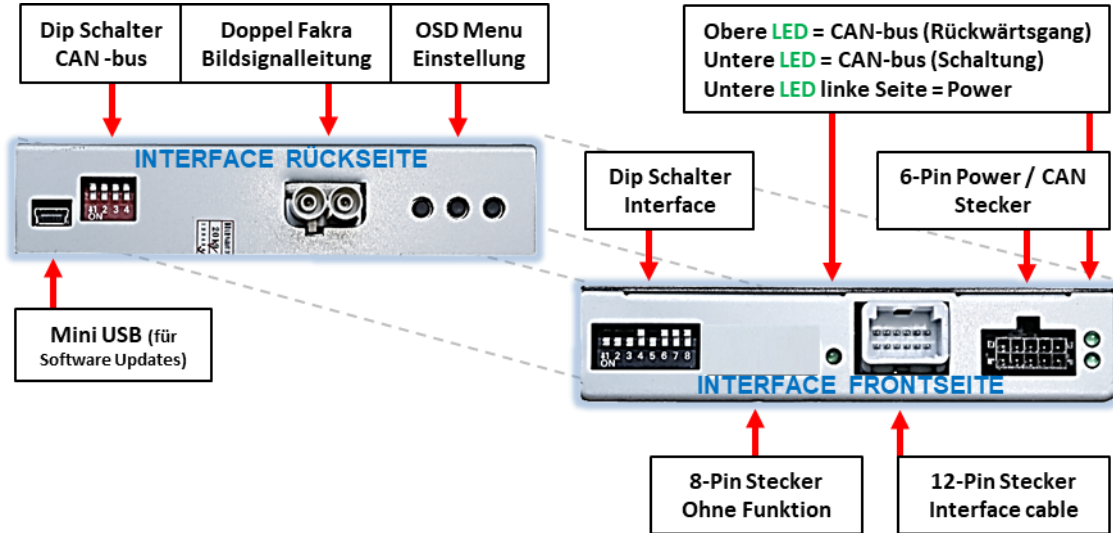 Dip Schalter
CAN -bus
Doppel Fakra
Bildsignalleitung
OSD Menu
Einstellung
Obere LED = CAN-bus (Rückwärtsgang)
Untere LED = CAN-bus (Schaltung)
Untere LED linke Seite = Power
INTERFACE RÜCKSEITE
1 2 3 4
ON
Dip Schalter
Interface
6-Pin Power / CAN
Stecker
Mini USB (für
Software Updates)
1 2 3 4 5 6 7 8
ON
INTERFACE FRONTSEITE
8-Pin Stecker
Ohne Funktion
12-Pin Stecker
Interface cable